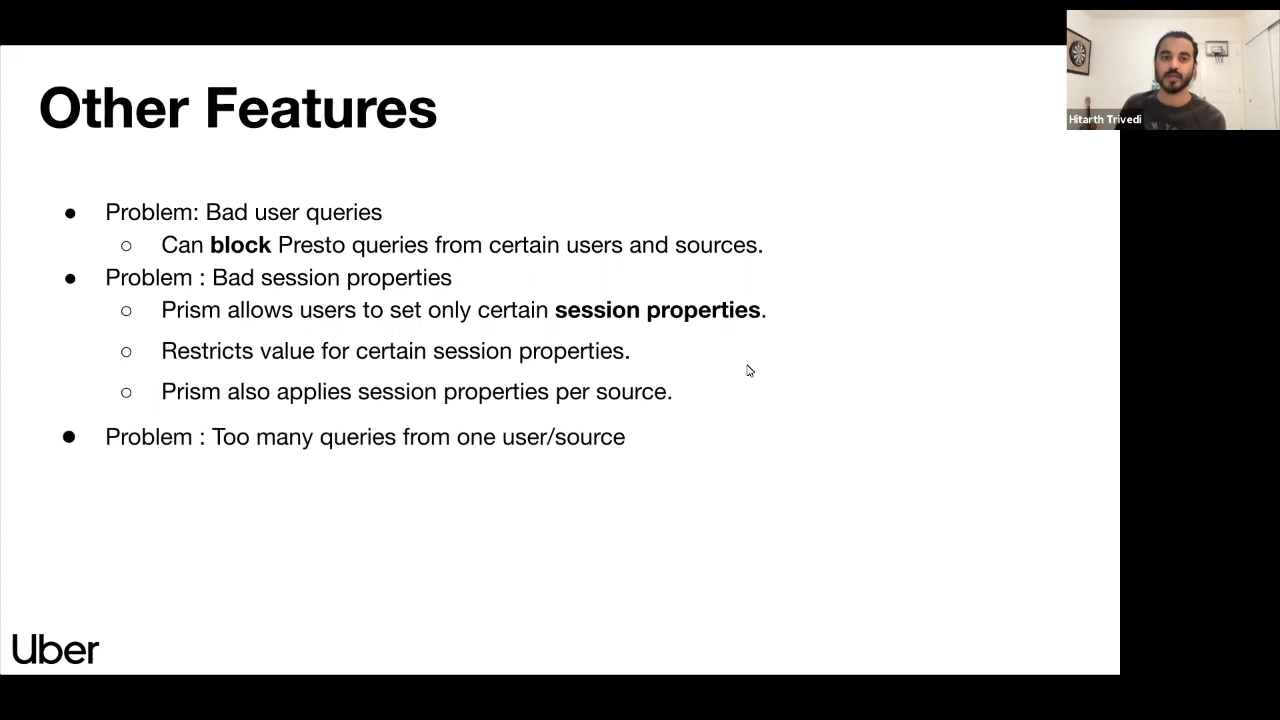 Other Features
Hitarth Trivedi
● Problem: Bad user queries
○ Can block Presto queries from certain users and sources.
● Problem : Bad session properties
○ Prism allows users to set only certain session properties.
○ Restricts value for certain session properties.
○ Prism also applies session properties per source.
● Problem : Too many queries from one user/source
Uber